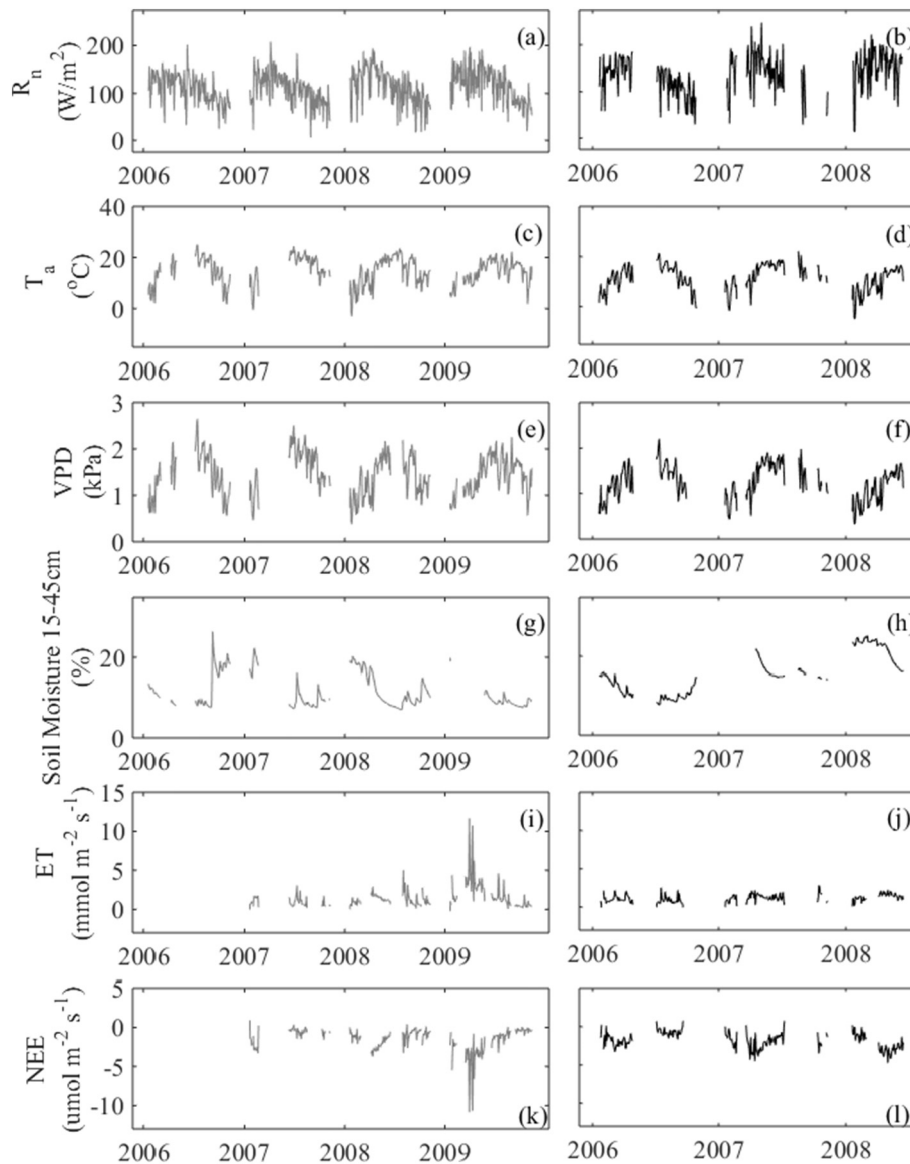 (a)
(b)
R_n
(W/m²)
200
100
0
2006 2007 2008 2009
2006 2007 2008
(c)
(d)
T_a
(°C)
40
20
0
2006 2007 2008 2009
2006 2007 2008
(e)
(f)
VPD
(kPa)
3
2
1
0
2006 2007 2008 2009
2006 2007 2008
(g)
(h)
Soil Moisture 15-45cm
(%)
20
0
2006 2007 2008 2009
2006 2007 2008
(i)
(j)
ET
(mmol m⁻² s⁻¹)
15
10
5
0
2006 2007 2008 2009
2006 2007 2008
NEE
(umol m⁻² s⁻¹)
5
0
-5
-10
(k)
(l)
2006 2007 2008 2009
2006 2007 2008